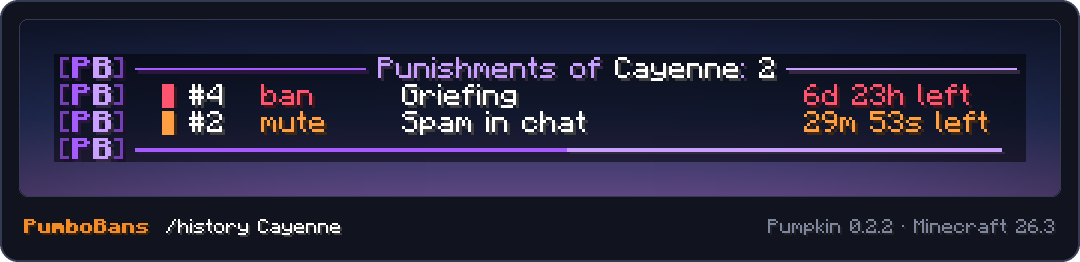 [PB] Punishments of Cayenne: 2
[PB] #4 ban Griefing 6d 23h left
[PB] #2 mute Spam in chat 29m 53s left
[PB]
PumboBans /history Cayenne Pumpkin 0.2.2 · Minecraft 26.3